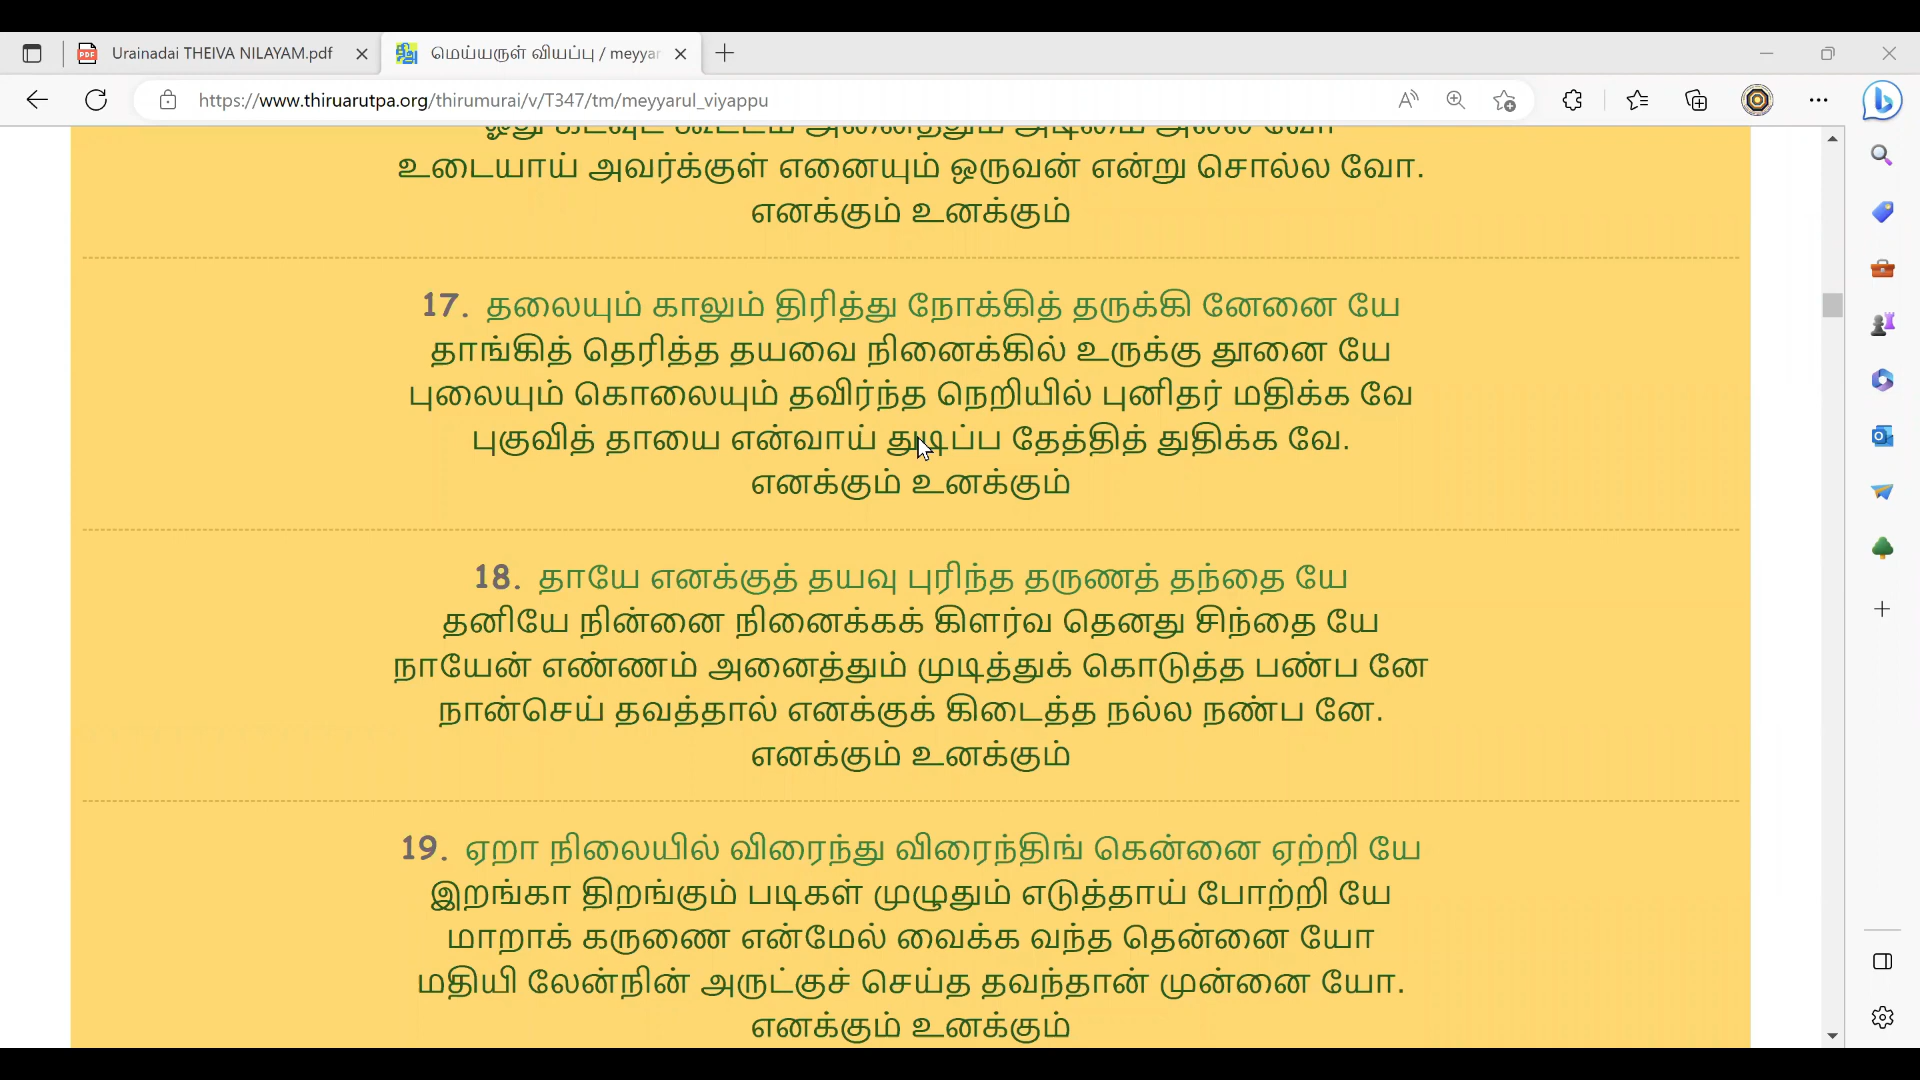 Urainadai THEIVA NILAYAM.pdf
மெய்யருள் வியப்பு / meyyar
https://www.thiruarutpa.org/thirumurai/v/T347/tm/meyyarul_viyappu
உடையாய் அவர்க்குள் எனையும் ஒருவன் என்று சொல்ல வோ.
எனக்கும் உனக்கும்
17. தலையும் காலும் திரித்து நோக்கித் தருக்கி னேனை யே
தாங்கித் தெரித்த தயவை நினைக்கில் உருக்கு தூனை யே
புலையும் கொலையும் தவிர்ந்த நெறியில் புனிதர் மதிக்க வே
புகுவித் தாயை என்வாய் துடிப்ப தேத்தித் துதிக்க வே.
எனக்கும் உனக்கும்
18. தாயே எனக்குத் தயவு புரிந்த தருணத் தந்தை யே
தனியே நின்னை நினைக்கக் கிளர்வ தெனது சிந்தை யே
நாயேன் எண்ணம் அனைத்தும் முடித்துக் கொடுத்த பண்ப னே
நான்செய் தவத்தால் எனக்குக் கிடைத்த நல்ல நண்ப னே.
எனக்கும் உனக்கும்
19. ஏறா நிலையில் விரைந்து விரைந்திங் கென்னை ஏற்றி யே
இறங்கா திறங்கும் படிகள் முழுதும் எடுத்தாய் போற்றி யே
மாறாக் கருணை என்மேல் வைக்க வந்த தென்னை யோ
மதியி லேன்நின் அருட்குச் செய்த தவந்தான் முன்னை யோ.
எனக்கும் உனக்கும்